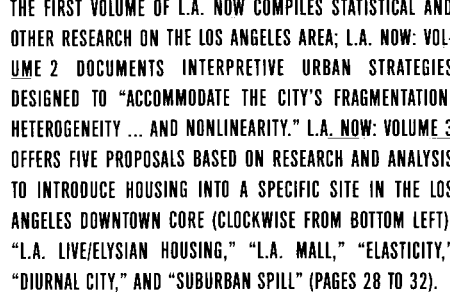 THE FIRST VOLUME OF L.A. NOW COMPILES STATISTICAL AND
OTHER RESEARCH ON THE LOS ANGELES AREA; L.A. NOW: VOL-
UME 2 DOCUMENTS INTERPRETIVE URBAN STRATEGIES
DESIGNED TO “ACCOMMODATE THE CITY’S FRAGMENTATION
HETEROGENEITY ... AND NONLINEARITY.” L.A. NOW: VOLUME 3
OFFERS FIVE PROPOSALS BASED ON RESEARCH AND ANALYSIS
TO INTRODUCE HOUSING INTO A SPECIFIC SITE IN THE LOS
ANGELES DOWNTOWN CORE (CLOCKWISE FROM BOTTOM LEFT)
“L.A. LIVE/ELYSIAN HOUSING,” “L.A. MALL,” “ELASTICITY,”
“DIURNAL CITY,” AND “SUBURBAN SPILL” (PAGES 28 TO 32).